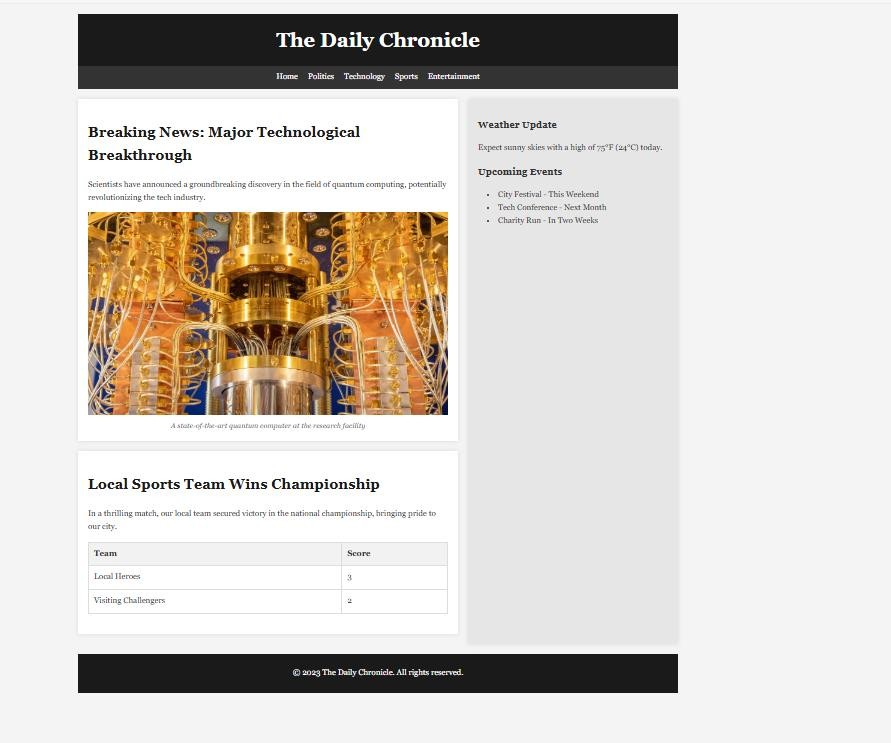 The Daily Chronicle
Home Politics Technology Sports Entertainment
Breaking News: Major Technological
Breakthrough
Scientists have announced a groundbreaking discovery in the field of quantum computing, potentially
revolutionizing the tech industry.
A state-of-the-art quantum computer at the research facility
Local Sports Team Wins Championship
In a thrilling match, our local team secured victory in the national championship, bringing pride to
our city.
Team Score
Local Heroes 3
Visiting Challengers 2
Weather Update
Expect sunny skies with a high of 75°F (24°C) today.
Upcoming Events
• City Festival - This Weekend
• Tech Conference - Next Month
• Charity Run - In Two Weeks
© 2023 The Daily Chronicle. All rights reserved.